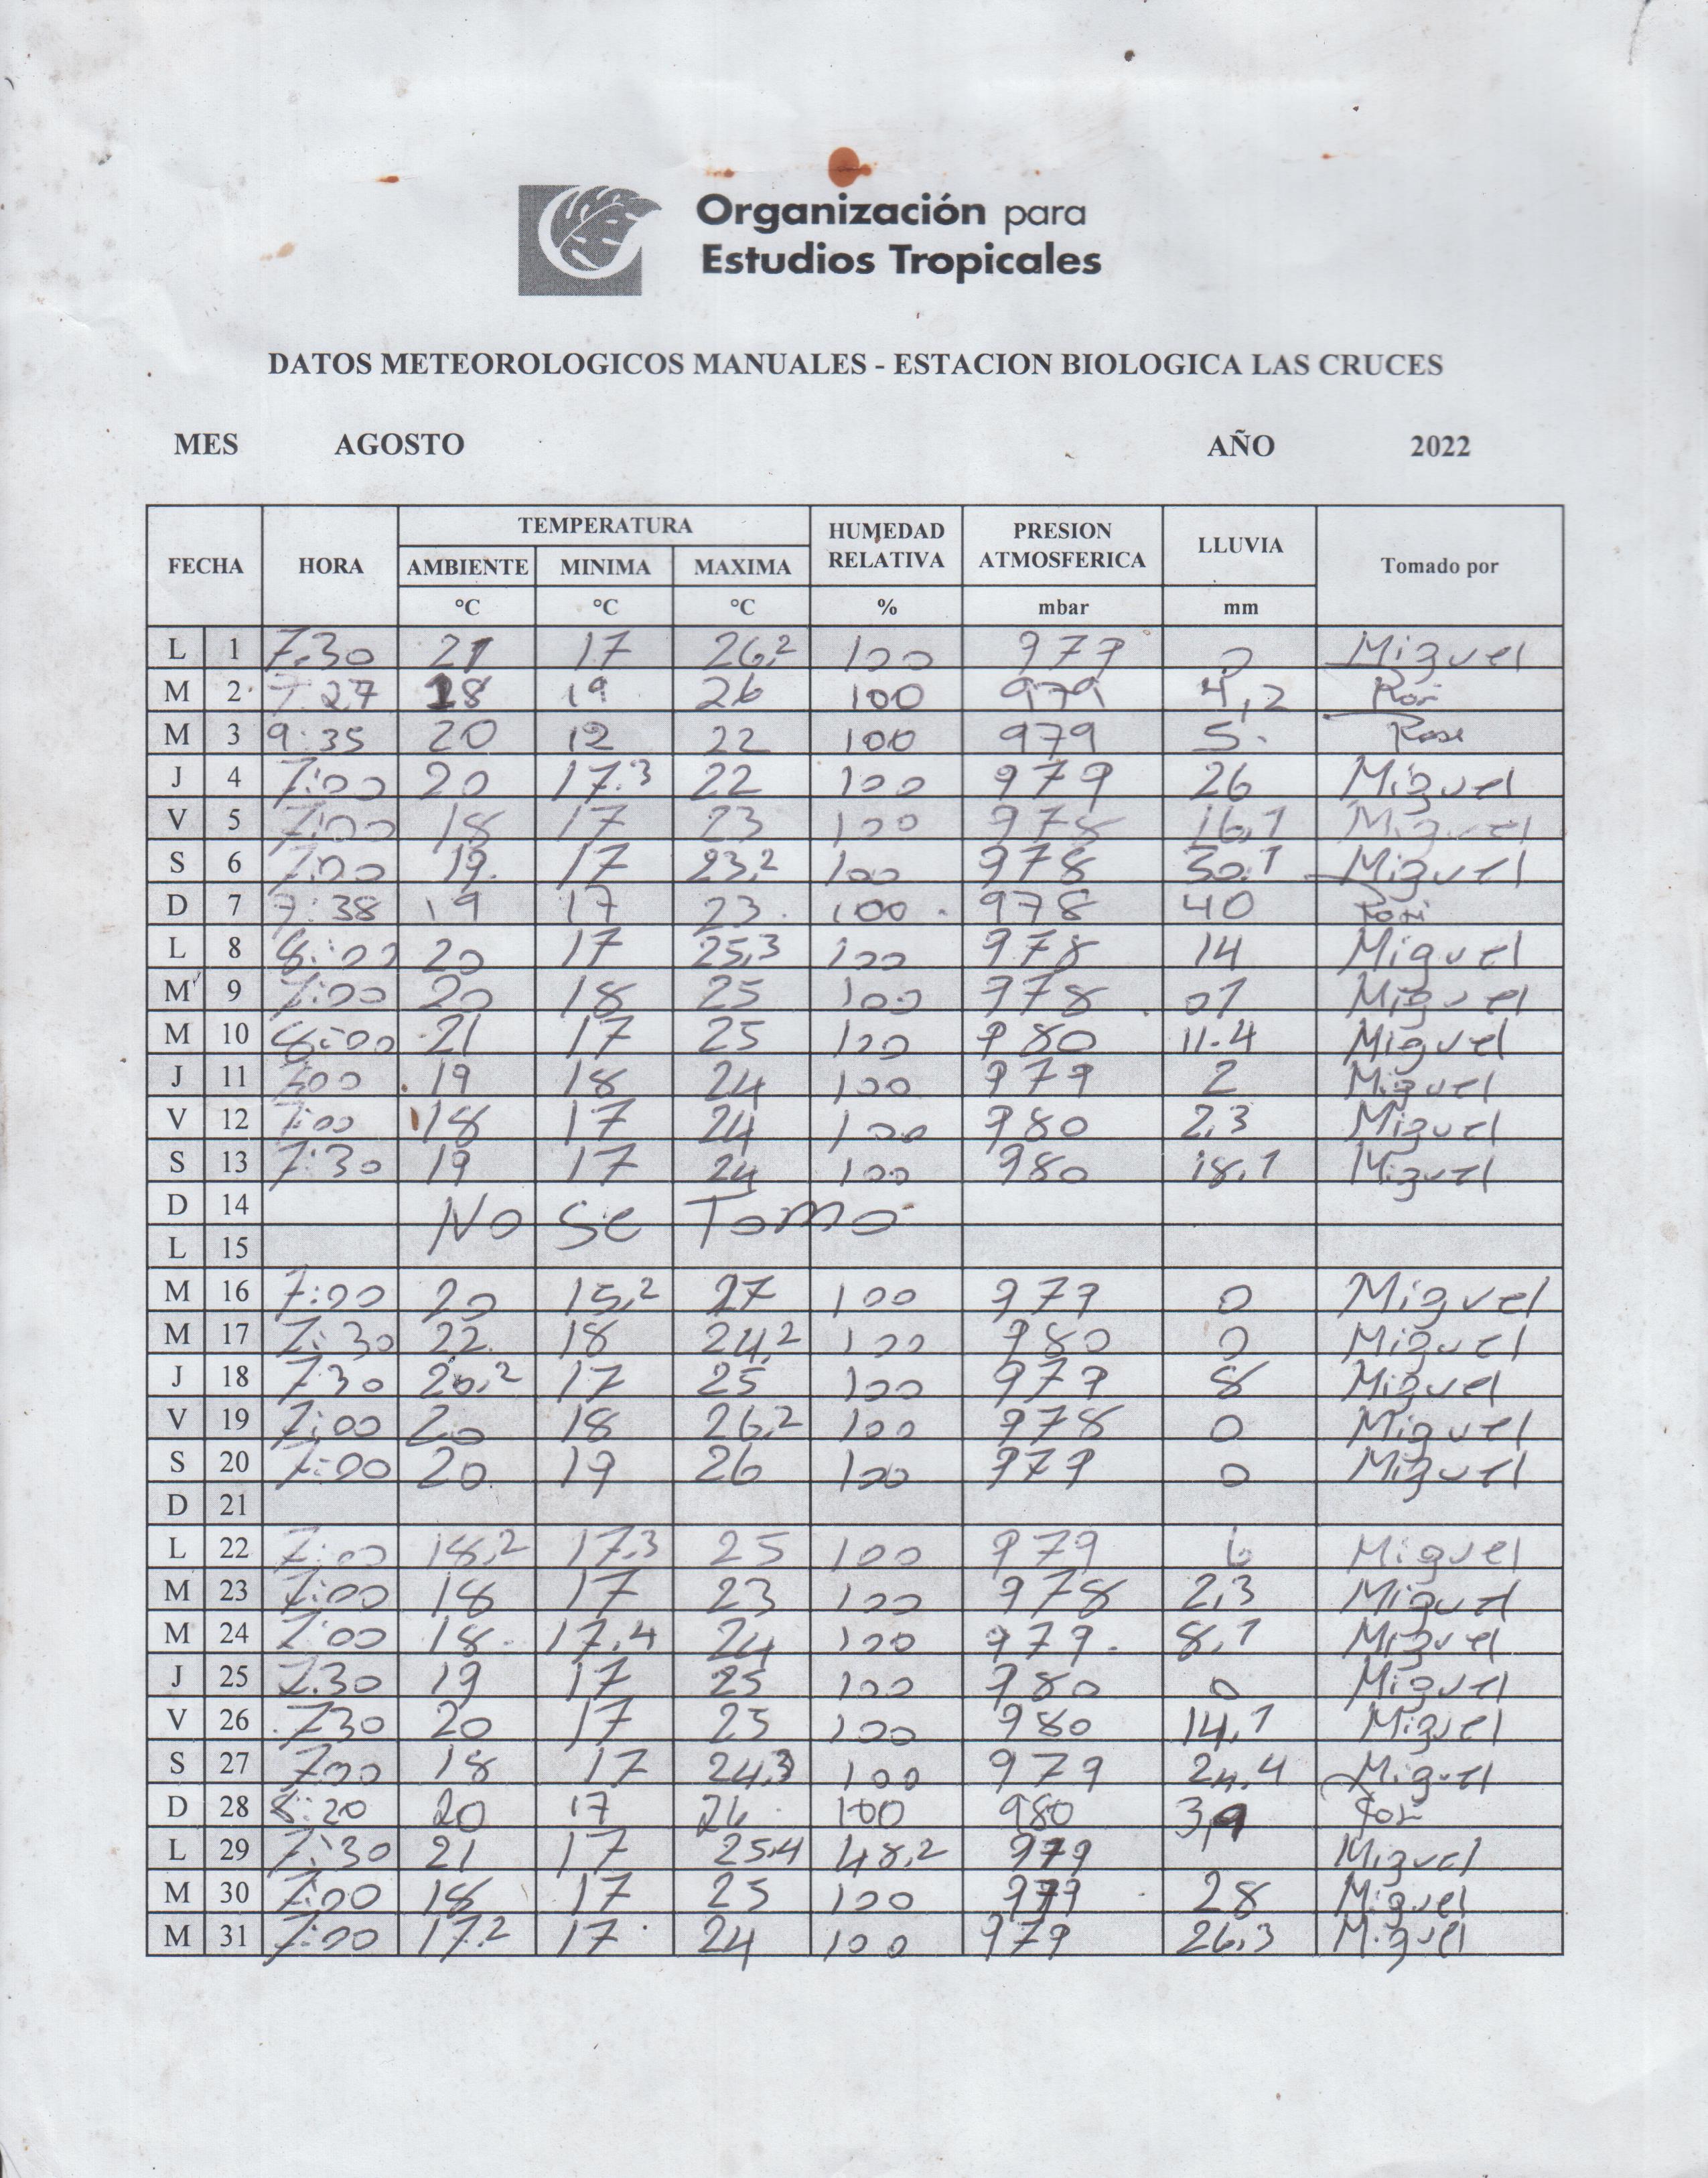 Organización para
Estudios Tropicales
DATOS METEOROLOGICOS MANUALES - ESTACION BIOLOGICA LAS CRUCES
MES AGOSTO AÑO 2022
FECHA HORA TEMPERATURA HUMEDAD RELATIVA PRESION ATMOSFERICA LLUVIA Tomado por
AMBIENTE MINIMA MAXIMA
°C °C °C % mbar mm
L 1 7.30 21 17 26,2 100 979 0 Miguel
M 2 7:27 18 19 26 100 979 4,2
M 3 9:35 20 12 22 100 979 5.
J 4 7:00 20 17.3 22 100 979 26 Miguel
V 5 7:00 18 17 23 100 978 16,1 Miguel
S 6 7:00 19. 17 23,2 100 978 30.1 Miguel
D 7 7:38 19 17 23 100 978 40
L 8 8:00 20 17 25,3 100 978 14 Miguel
M 9 7:00 20 18 25 100 978 01 Miguel
M 10 8:00 21 17 25 100 980 11.4 Miguel
J 11 7:00 19 18 24 100 979 2 Miguel
V 12 7:00 18 17 24 100 980 2,3 Miguel
S 13 7:30 19 17 24 100 980 18,1 Miguel
D 14 No Se Tomo
L 15
M 16 7:00 20 15,2 27 100 979 0 Miguel
M 17 7:30 22 18 24,2 100 980 0 Miguel
J 18 730 20,2 17 25 100 979 8 Miguel
V 19 7:00 20 18 26,2 100 978 0 Miguel
S 20 7:00 20 19 26 100 979 0 Miguel
D 21
L 22 7:00 18,2 17,3 25 100 979 6 Miguel
M 23 7:00 18 17 23 100 978 2,3 Miguel
M 24 7:00 18 17,4 24 100 979 8,1 Miguel
J 25 7.30 19 17 25 100 980 0 Miguel
V 26 730 20 17 25 100 980 14,1 Miguel
S 27 700 18 17 24,3 100 979 24,4 Miguel
D 28 8:20 20 17 26 100 980 3,9
L 29 7:30 21 17 25,4 48,2 979 Miguel
M 30 7:00 18 17 25 100 979 28 Miguel
M 31 7:00 17.2 17 24 100 979 26,3 Miguel